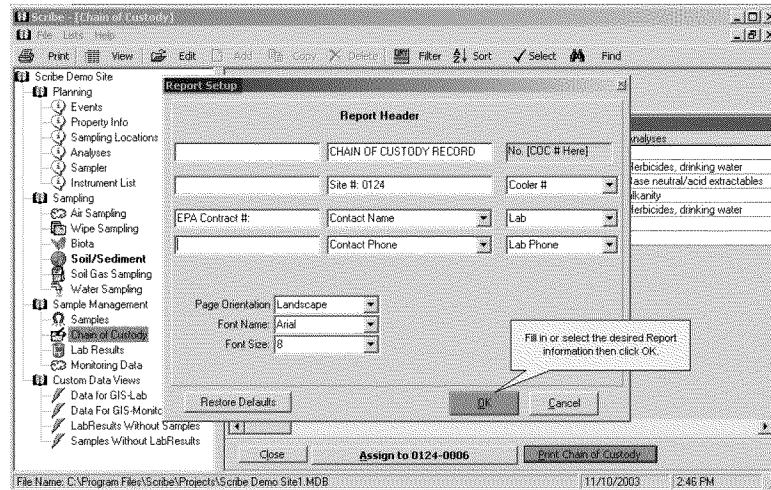 Scribe - [Chain of Custody]
File Lists Help
Print View Edit Add Copy Delete Filter Sort Select Find
Scribe Demo Site
Planning
Events
Property Info
Sampling Locations
Analyses
Sampler
Instrument List
Sampling
Air Sampling
Wipe Sampling
Biota
Soil/Sediment
Soil Gas Sampling
Water Sampling
Sample Management
Samples
Chain of Custody
Lab Results
Monitoring Data
Custom Data Views
Data for GIS-Lab
Data For GIS-Monitc
LabResults Without Samples
Samples Without LabResults
Report Setup
Report Header
CHAIN OF CUSTODY RECORD
No. [COC # Here]
Site #: 0124
Cooler #
EPA Contract #:
Contact Name
Lab
Contact Phone
Lab Phone
Page Orientation Landscape
Font Name: Arial
Font Size: 8
Fill in or select the desired Report
information then click OK.
Restore Defaults
OK
Cancel
nalyses
Herbicides, drinking water
Base neutral/acid extractables
lkanity
Herbicides, drinking water
Close
Assign to 0124-0006
Print Chain of Custody
File Name: C:\Program Files\Scribe\Projects\Scribe Demo Site1.MDB
11/10/2003
2:46 PM